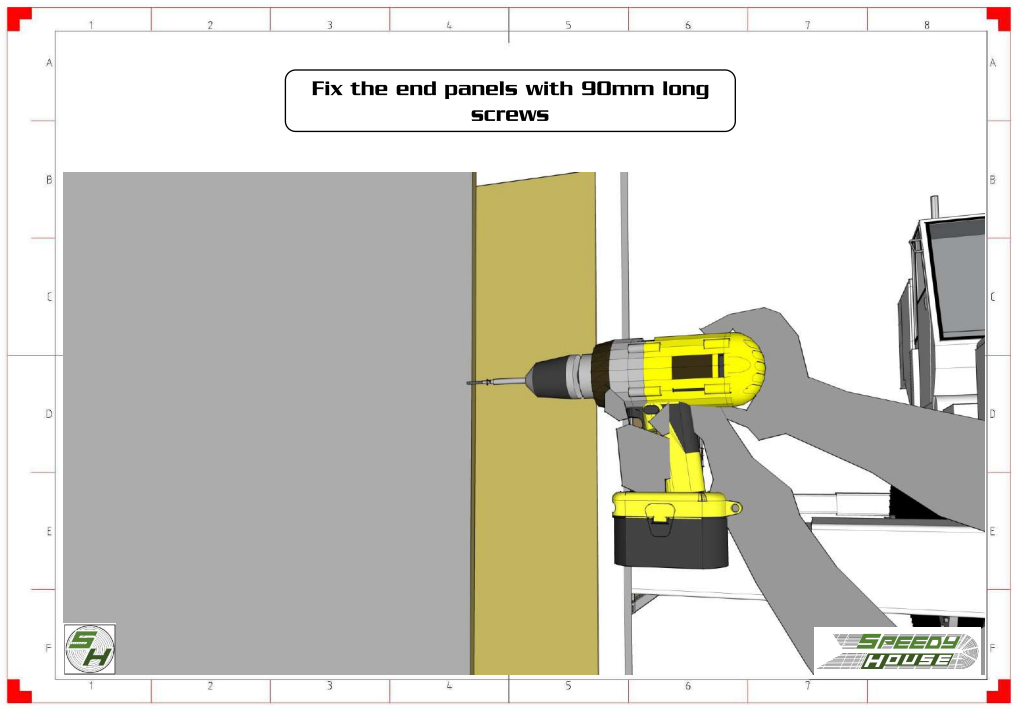 1 2 3 4 5 6 7 8
A A
Fix the end panels with 90mm long
screws
B B
C C
D D
E E
F F
SH
SPEEDY
HOUSE
1 2 3 4 5 6 7